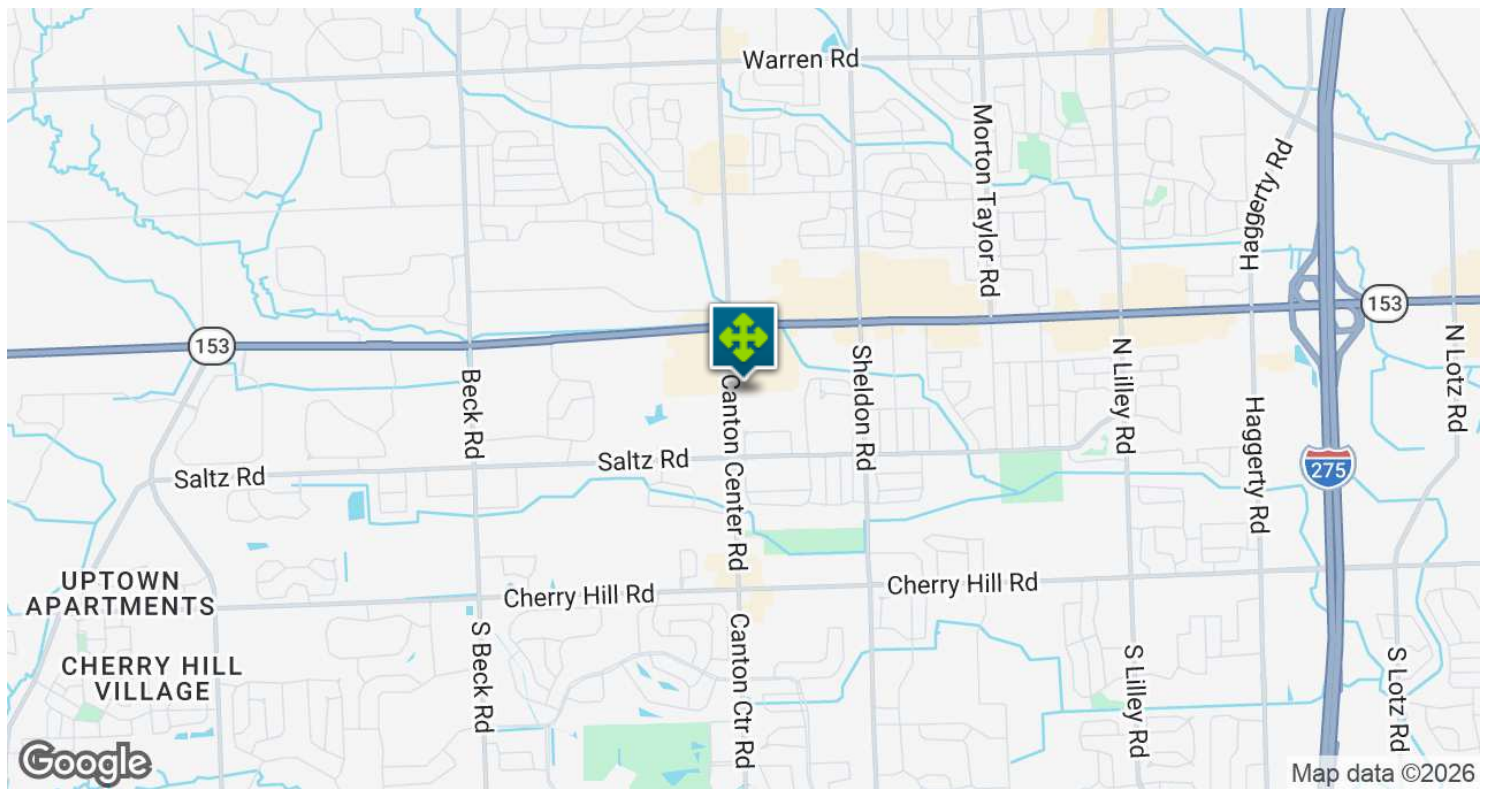 Warren Rd
Morton Taylor Rd
Haggerty Rd
153
153
Beck Rd
Canton Center Rd
Sheldon Rd
N Lilley Rd
Haggerty Rd
N Lotz Rd
Saltz Rd
Saltz Rd
275
UPTOWN
APARTMENTS
Cherry Hill Rd
Cherry Hill Rd
CHERRY HILL
VILLAGE
S Beck Rd
Canton Ctr Rd
S Lilley Rd
S Lotz Rd
Google
Map data ©2026